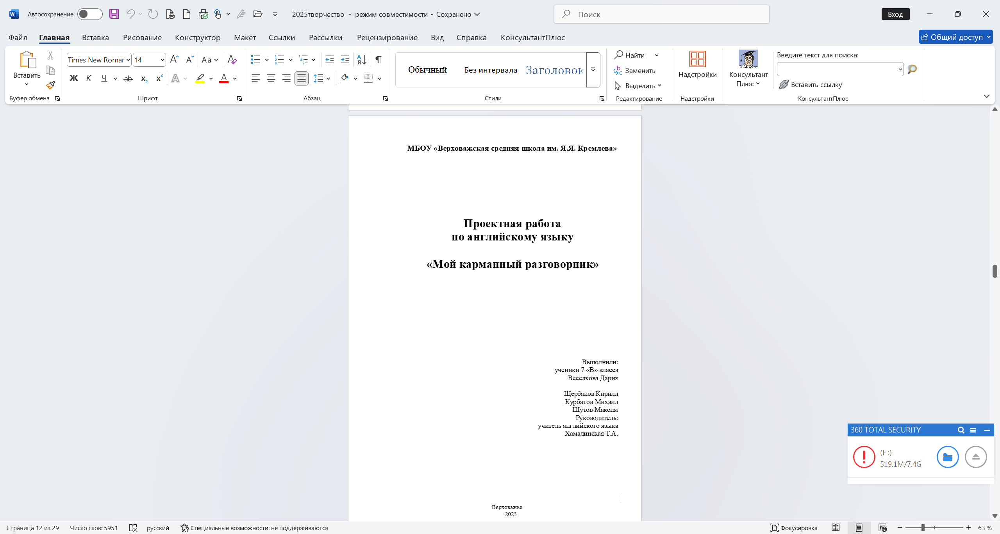 Автосохранение
2025творчество - режим совместимости • Сохранено
Поиск
Вход
Файл Главная Вставка Рисование Конструктор Макет Ссылки Рассылки Рецензирование Вид Справка КонсультантПлюс
Общий доступ
Вставить
Буфер обмена
Times New Roman 14
Ж К Ч
Шрифт
Абзац
Обычный Без интервала Заголовок
Стили
Найти
Заменить
Выделить
Редактирование
Надстройки
Надстройки
Консультант
Плюс
Введите текст для поиска:
Вставить ссылку
КонсультантПлюс
МБОУ «Верховажская средняя школа им. Я.Я. Кремлева»
Проектная работа
по английскому языку
«Мой карманный разговорник»
Выполнили:
ученики 7 «В» класса
Веселкова Дария
Щербаков Кирилл
Курбатов Михаил
Шутов Максим
Руководитель:
учитель английского языка
Хамалинская Т.А.
Верховажье
2023
360 TOTAL SECURITY
(F :)
519.1M/7.4G
Страница 12 из 29 Число слов: 5951 русский Специальные возможности: не поддерживаются
Фокусировка
63 %